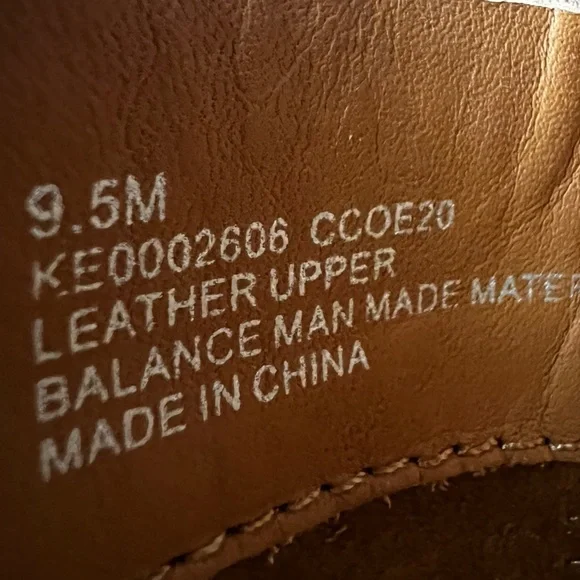 9.5M
KE0002606 CCOE20
LEATHER UPPER
BALANCE MAN MADE MATER
MADE IN CHINA